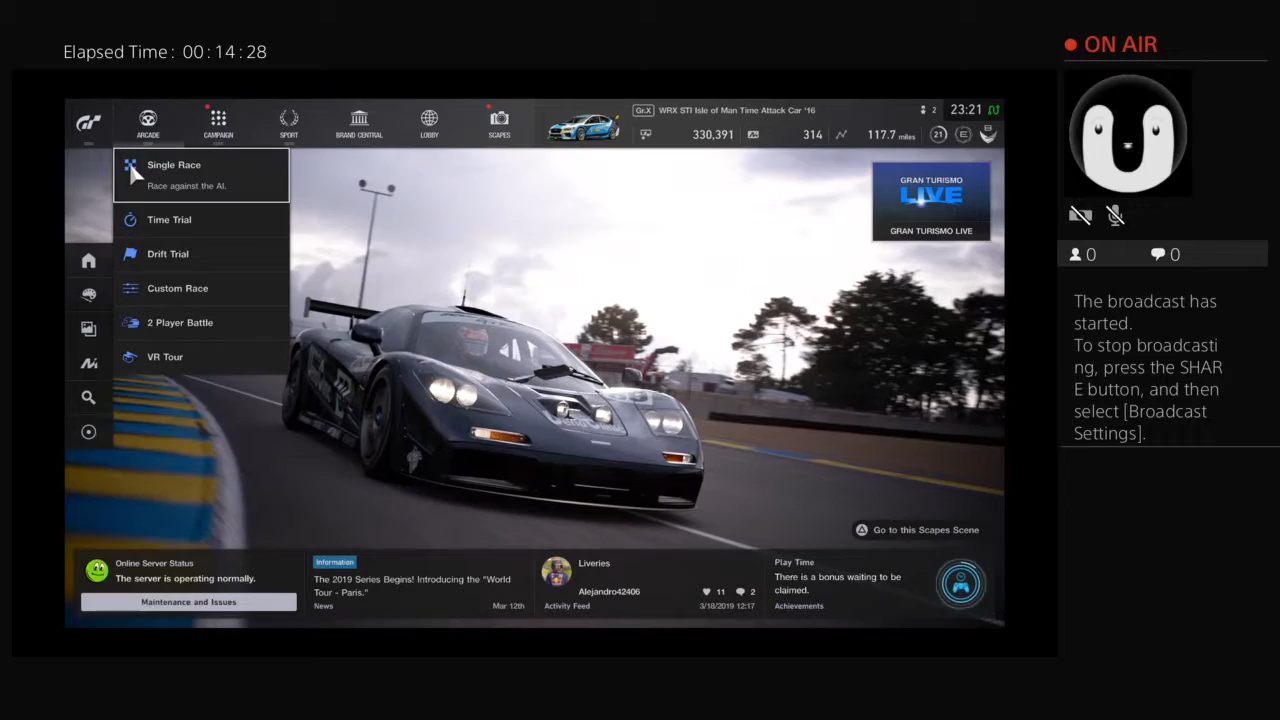 Elapsed Time: 00:14:28
ON AIR
ARCADE
CAMPAIGN
SPORT
BRAND CENTRAL
LOBBY
SCAPES
Gr.X WRX STI Isle of Man Time Attack Car '16
2 23:21
330,391 314 117.7 miles 21 E
Single Race
Race against the AI.
Time Trial
Drift Trial
Custom Race
2 Player Battle
VR Tour
GRAN TURISMO
LIVE
GRAN TURISMO LIVE
0 0
The broadcast has
started.
To stop broadcasti
ng, press the SHAR
E button, and then
select [Broadcast
Settings].
Go to this Scapes Scene
Online Server Status
The server is operating normally.
Maintenance and Issues
Information
The 2019 Series Begins! Introducing the "World
Tour - Paris."
News Mar 12th
Liveries
Alejandro42406 11 2
Activity Feed 3/18/2019 12:17
Play Time
There is a bonus waiting to be
claimed.
Achievements